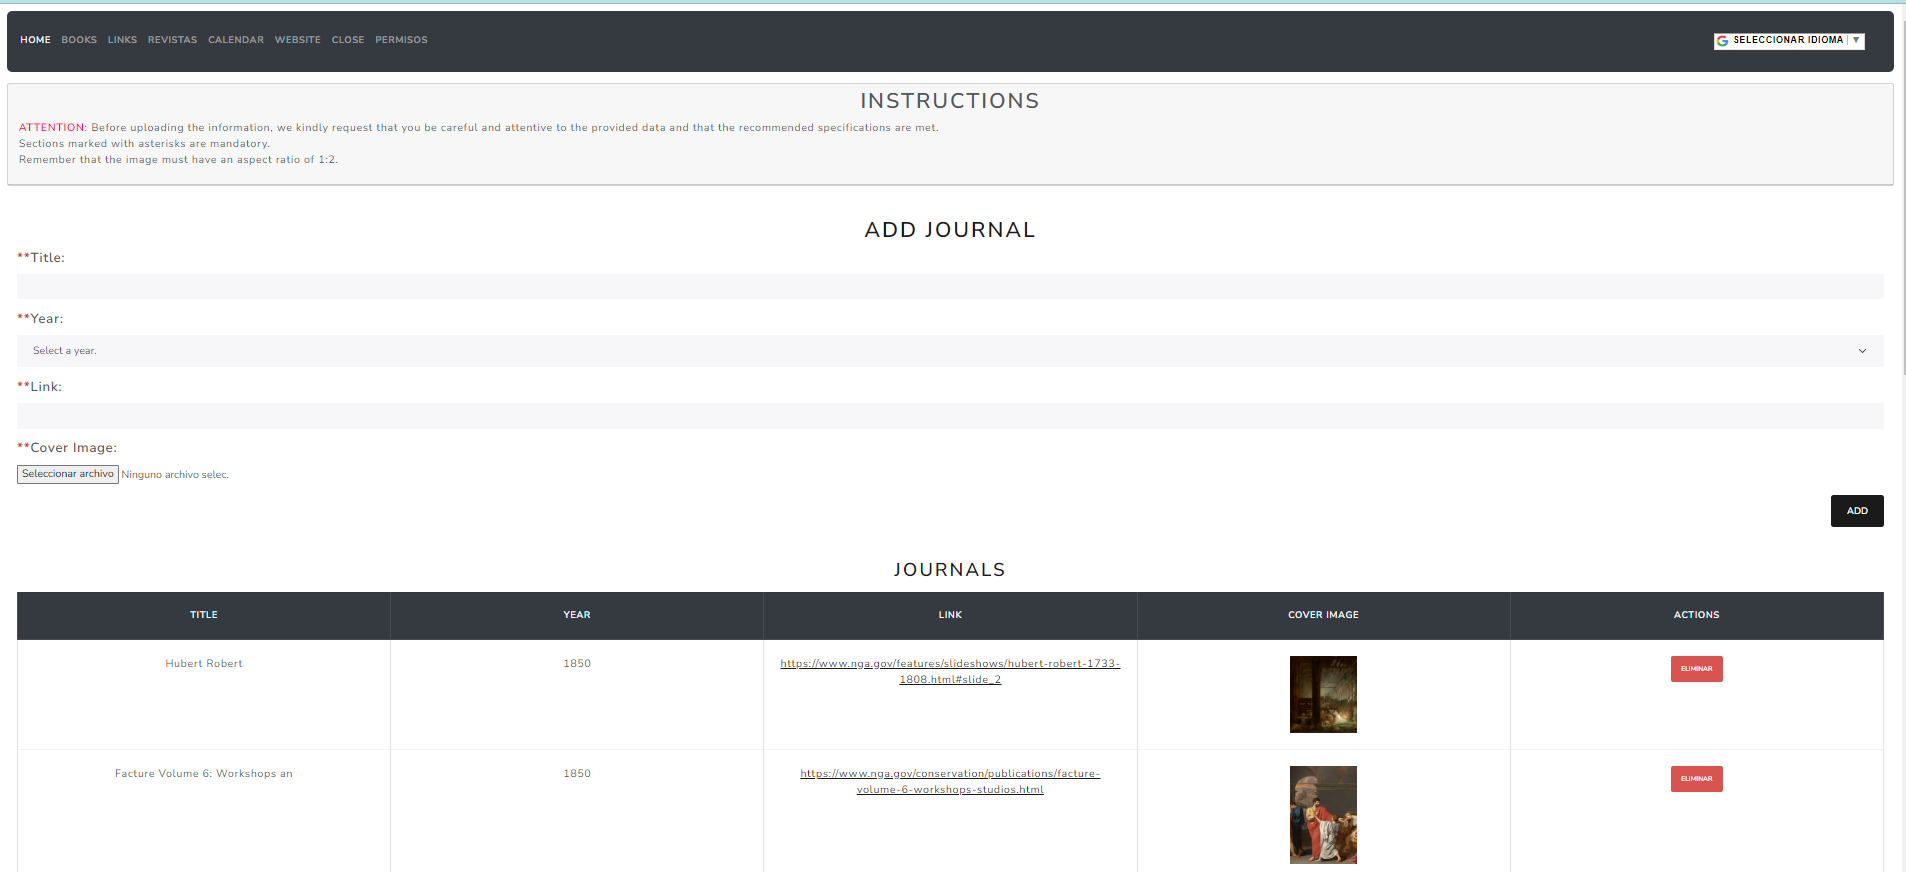 HOME BOOKS LINKS REVISTAS CALENDAR WEBSITE CLOSE PERMISOS
SELECCIONAR IDIOMA ▼
INSTRUCTIONS
ATTENTION: Before uploading the information, we kindly request that you be careful and attentive to the provided data and that the recommended specifications are met.
Sections marked with asterisks are mandatory.
Remember that the image must have an aspect ratio of 1:2.
ADD JOURNAL
**Title:
**Year:
Select a year.
**Link:
**Cover Image:
Seleccionar archivo Ninguno archivo selec.
ADD
JOURNALS
TITLE YEAR LINK COVER IMAGE ACTIONS
Hubert Robert 1850 https://www.nga.gov/features/slideshows/hubert-robert-1733- ELIMINAR
1808.html#slide_2
Facture Volume 6: Workshops an 1850 https://www.nga.gov/conservation/publications/facture- ELIMINAR
volume-6-workshops-studios.html